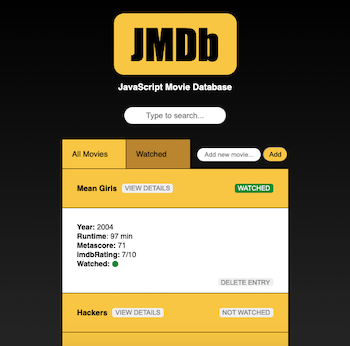 JMDb
JavaScript Movie Database
Type to search...
All Movies Watched Add new movie... Add
Mean Girls VIEW DETAILS WATCHED
Year: 2004
Runtime: 97 min
Metascore: 71
imdbRating: 7/10
Watched:
DELETE ENTRY
Hackers VIEW DETAILS NOT WATCHED